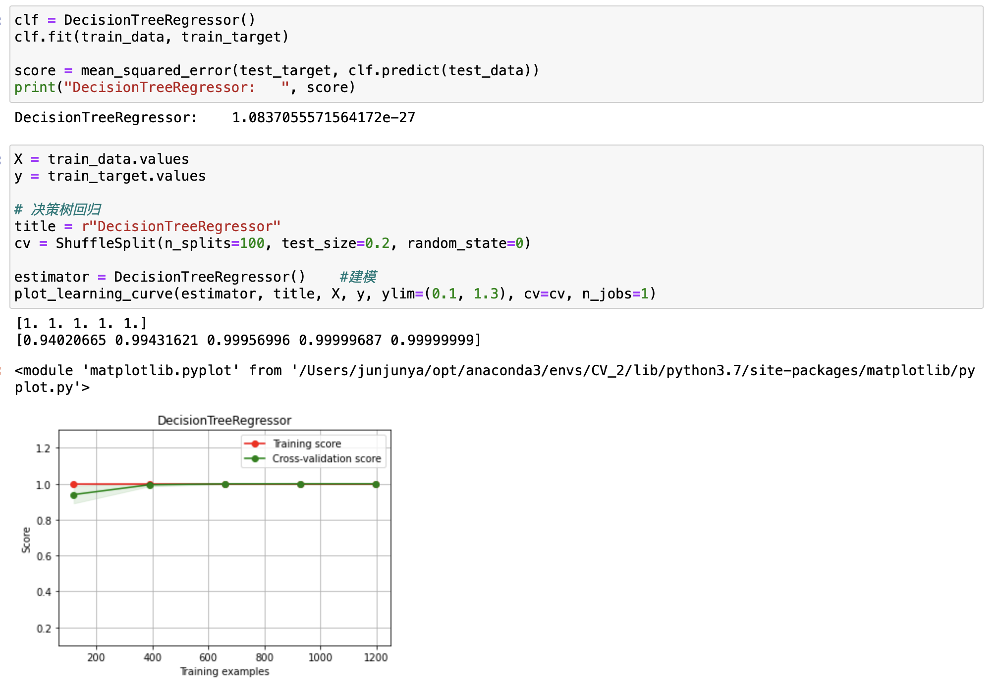 clf = DecisionTreeRegressor()
clf.fit(train_data, train_target)
score = mean_squared_error(test_target, clf.predict(test_data))
print("DecisionTreeRegressor:   ", score)
DecisionTreeRegressor:    1.0837055571564172e-27
X = train_data.values
y = train_target.values
# 决策树回归
title = r"DecisionTreeRegressor"
cv = ShuffleSplit(n_splits=100, test_size=0.2, random_state=0)
estimator = DecisionTreeRegressor()    #建模
plot_learning_curve(estimator, title, X, y, ylim=(0.1, 1.3), cv=cv, n_jobs=1)
[1. 1. 1. 1. 1.]
[0.94020665 0.99431621 0.99956996 0.99999687 0.99999999]
<module 'matplotlib.pyplot' from '/Users/junjunya/opt/anaconda3/envs/CV_2/lib/python3.7/site-packages/matplotlib/py
plot.py'>
DecisionTreeRegressor
Training score
Cross-validation score
1.2
1.0
0.8
0.6
0.4
0.2
Score
200 400 600 800 1000 1200
Training examples